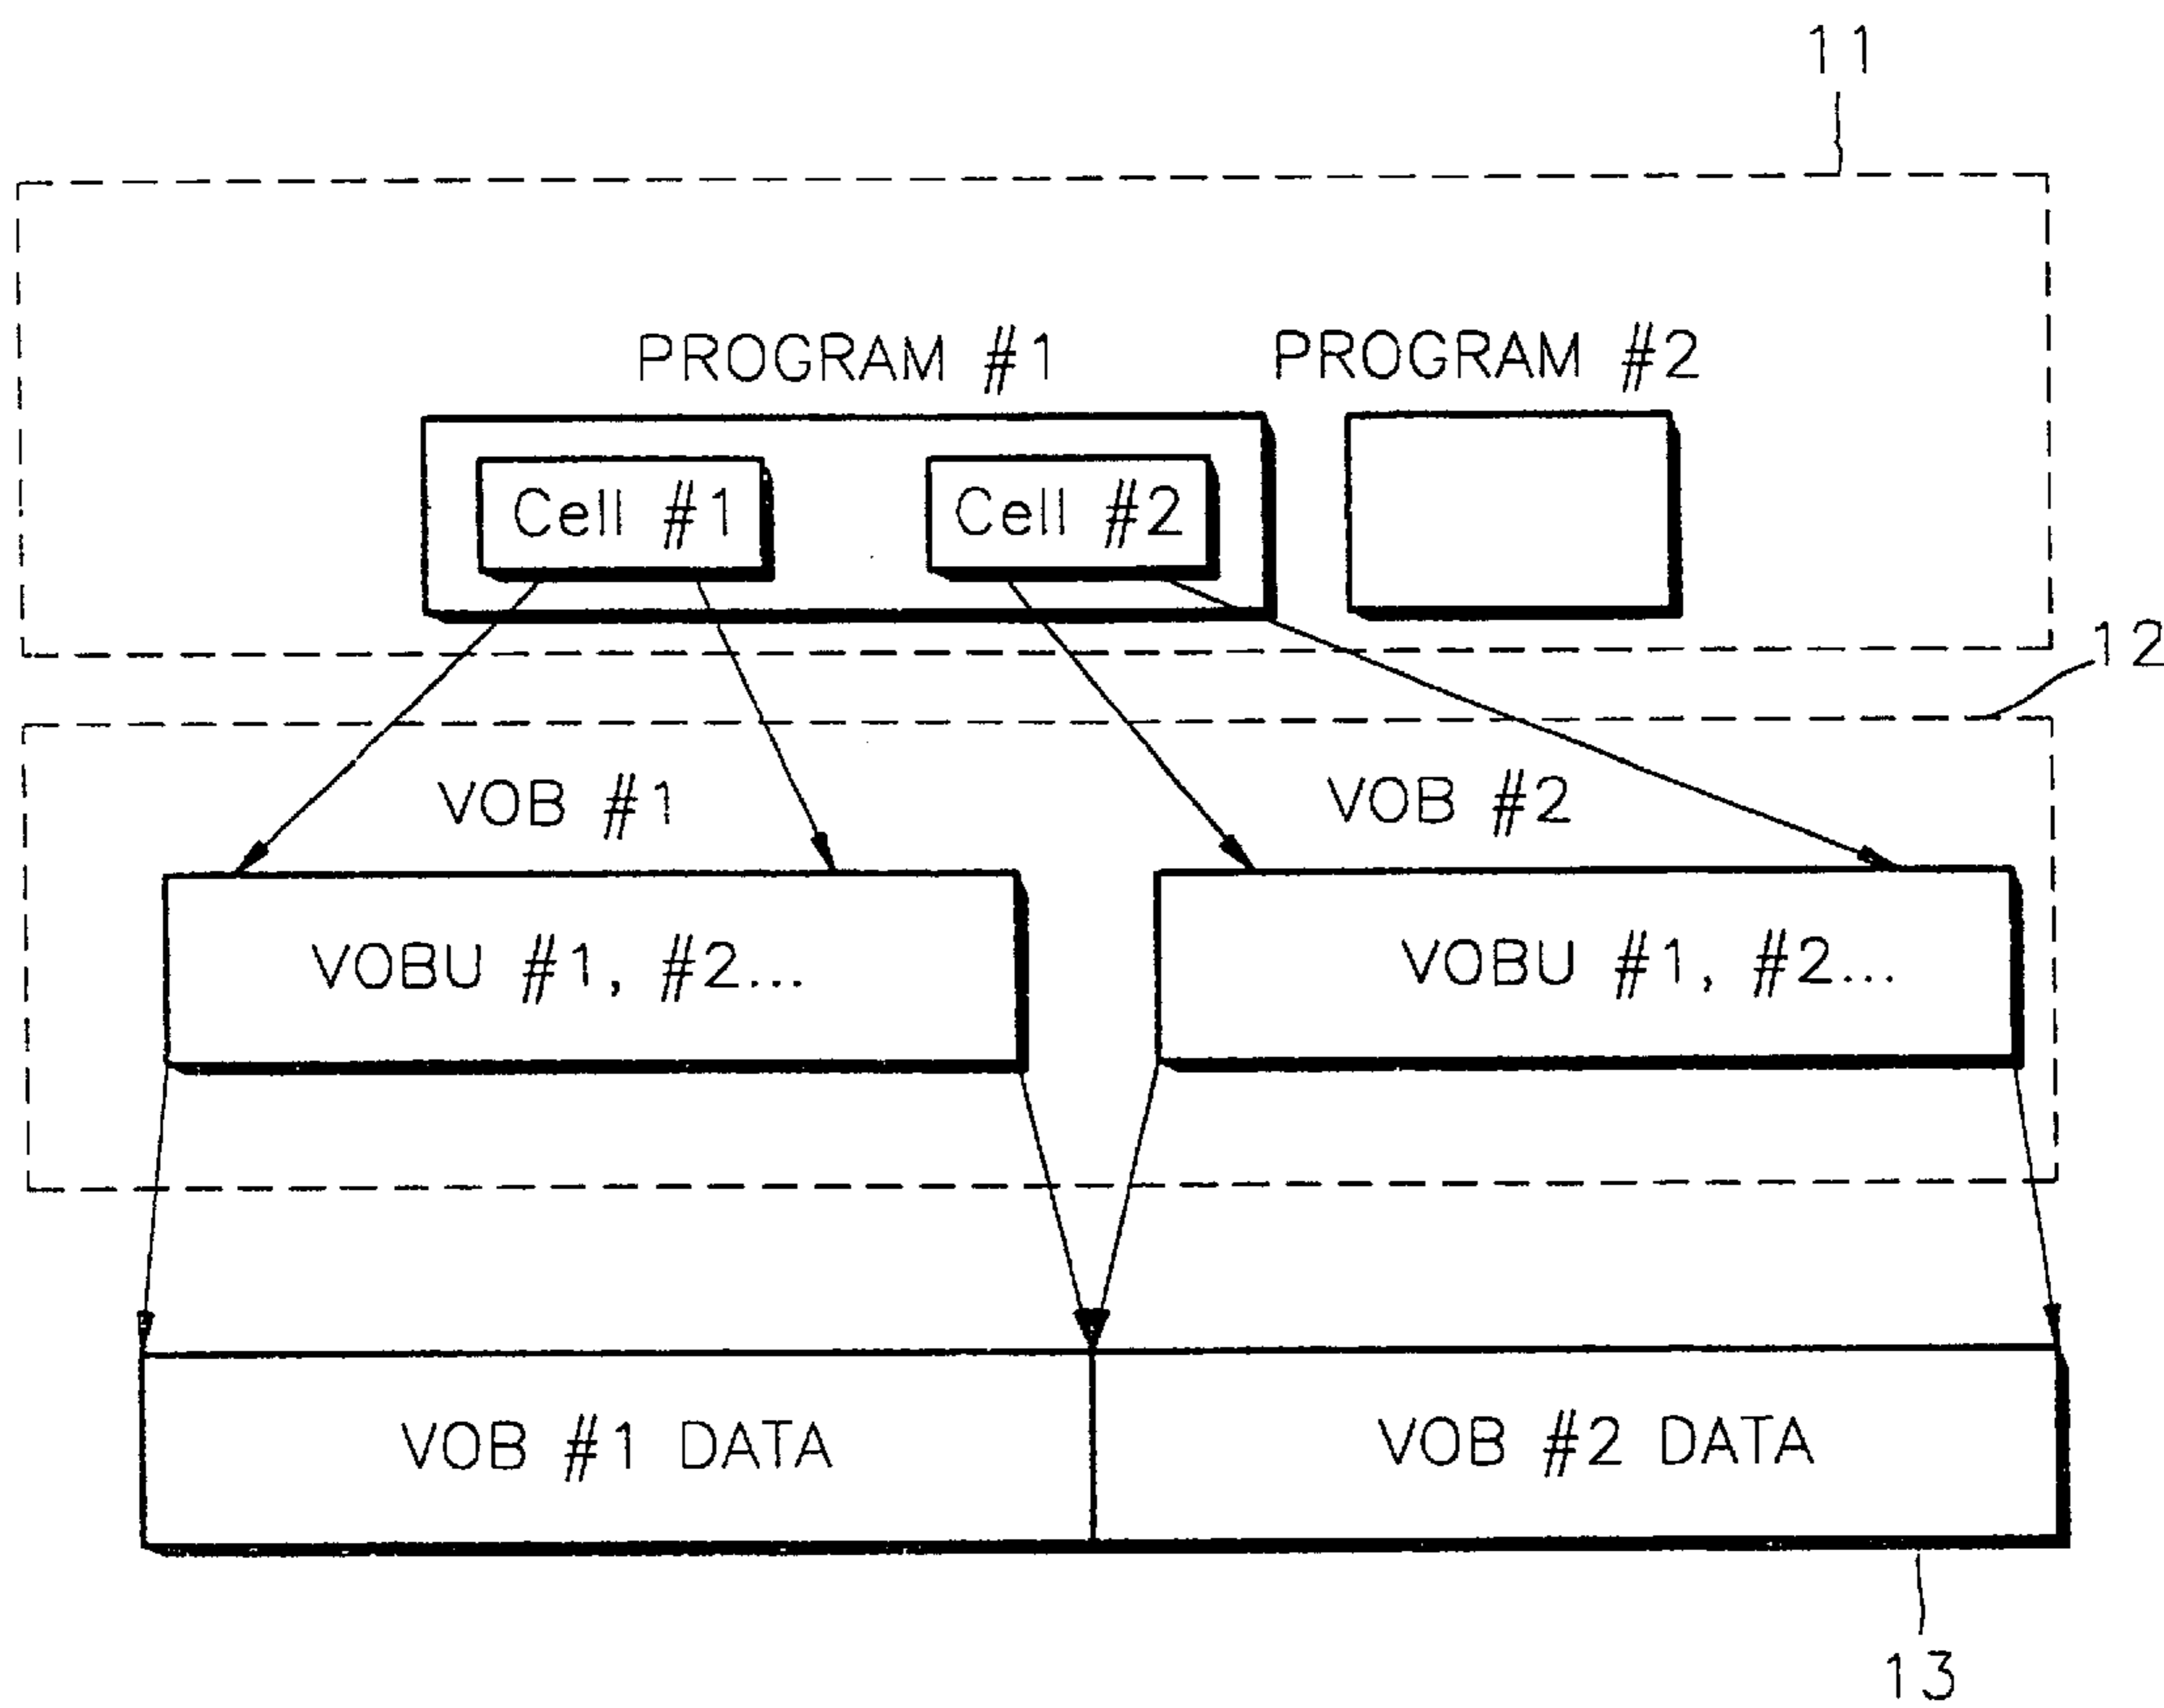 11
PROGRAM #1
PROGRAM #2
Cell #1
Cell #2
12
VOB #1
VOB #2
VOBU #1, #2...
VOBU #1, #2...
VOB #1 DATA
VOB #2 DATA
13